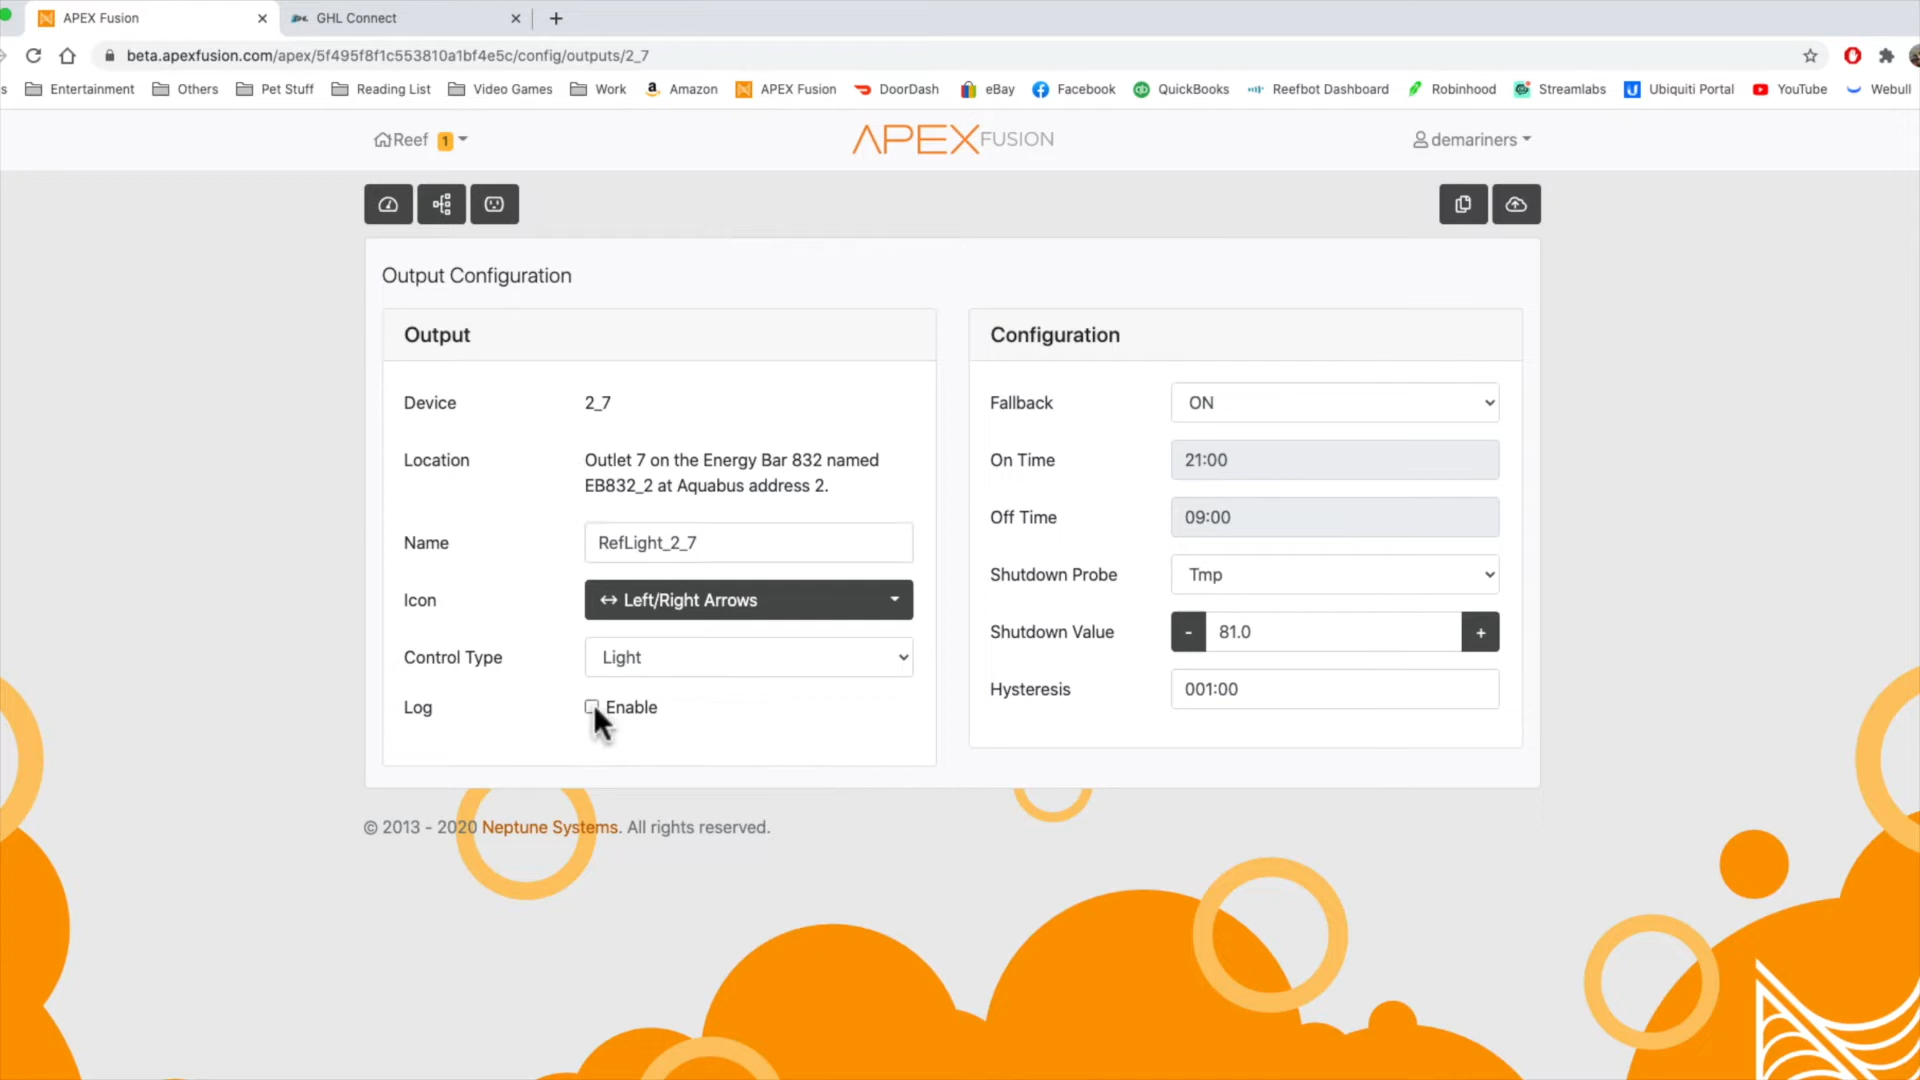 APEX Fusion
GHL Connect
beta.apexfusion.com/apex/5f495f8f1c553810a1bf4e5c/config/outputs/2_7
s Entertainment Others Pet Stuff Reading List Video Games Work Amazon APEX Fusion DoorDash eBay Facebook QuickBooks Reefbot Dashboard Robinhood Streamlabs Ubiquiti Portal YouTube Webull
Reef 1
APEX FUSION
demariners
Output Configuration
Output
Device 2_7
Location Outlet 7 on the Energy Bar 832 named
EB832_2 at Aquabus address 2.
Name RefLight_2_7
Icon Left/Right Arrows
Control Type Light
Log Enable
Configuration
Fallback ON
On Time 21:00
Off Time 09:00
Shutdown Probe Tmp
Shutdown Value - 81.0 +
Hysteresis 001:00
© 2013 - 2020 Neptune Systems. All rights reserved.